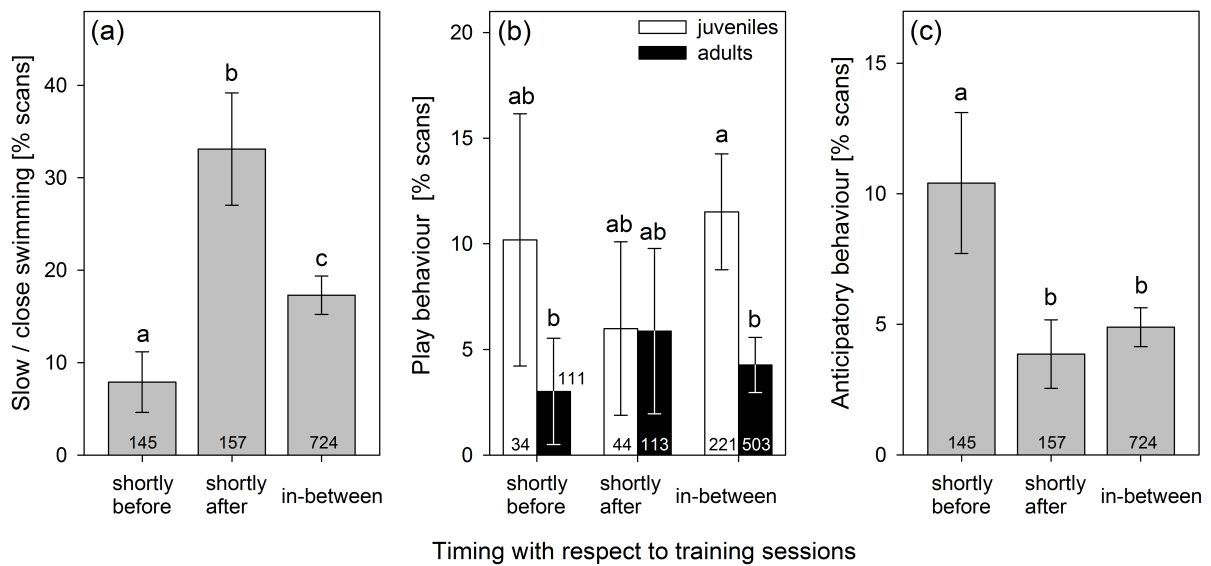 (a)
Slow / close swimming [% scans]
40
30
20
10
0
a
b
c
145
157
724
shortly
before
shortly
after
in-between
(b)
juveniles
adults
Play behaviour [% scans]
20
15
10
5
0
ab
b
ab
ab
a
b
111
34
44
113
221
503
shortly
before
shortly
after
in-between
(c)
Anticipatory behaviour [% scans]
15
10
5
0
a
b
b
145
157
724
shortly
before
shortly
after
in-between
Timing with respect to training sessions